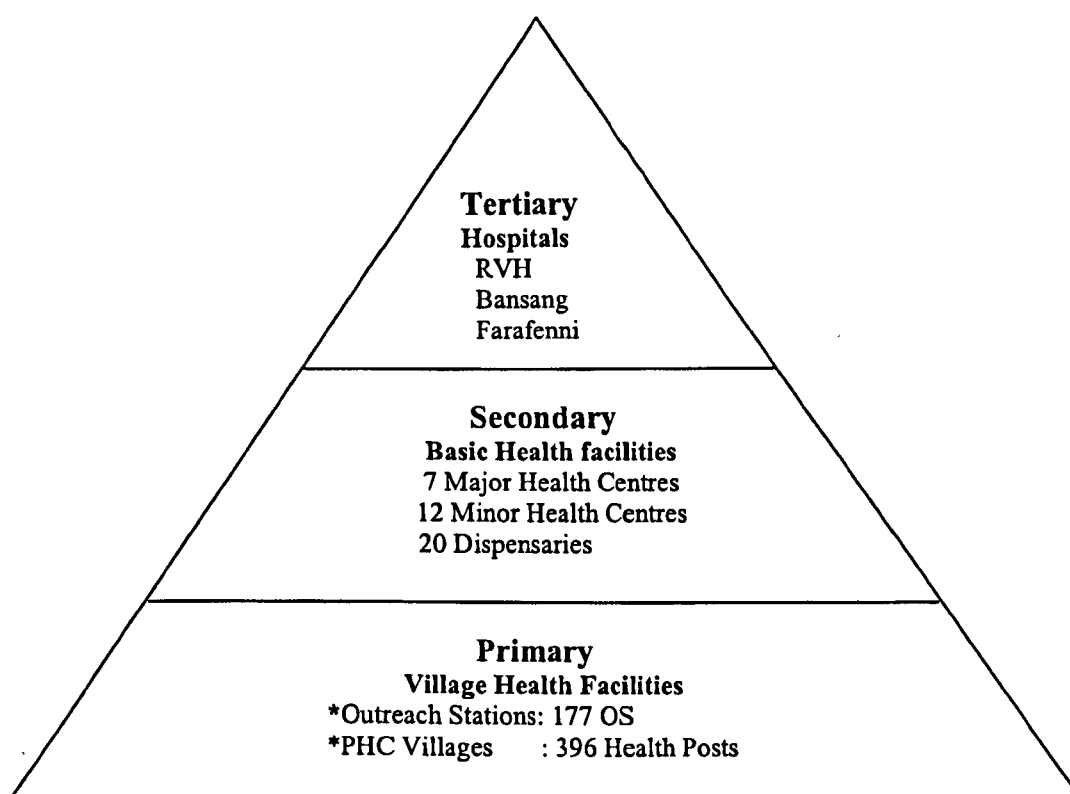 Tertiary
Hospitals
RVH
Bansang
Farafenni
Secondary
Basic Health facilities
7 Major Health Centres
12 Minor Health Centres
20 Dispensaries
Primary
Village Health Facilities
*Outreach Stations: 177 OS
*PHC Villages : 396 Health Posts